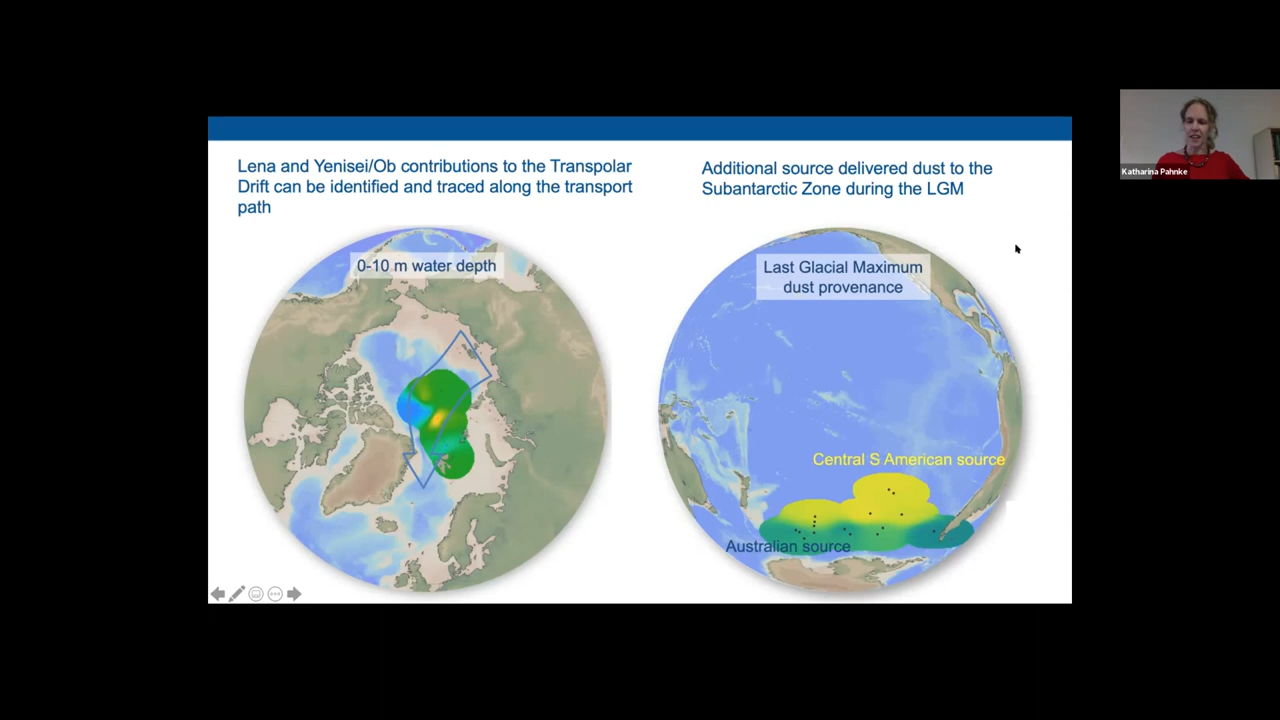 Lena and Yenisei/Ob contributions to the Transpolar
Drift can be identified and traced along the transport
path
0-10 m water depth
Additional source delivered dust to the
Subantarctic Zone during the LGM
Last Glacial Maximum
dust provenance
Central S American source
Australian source
Katharina Pahnke